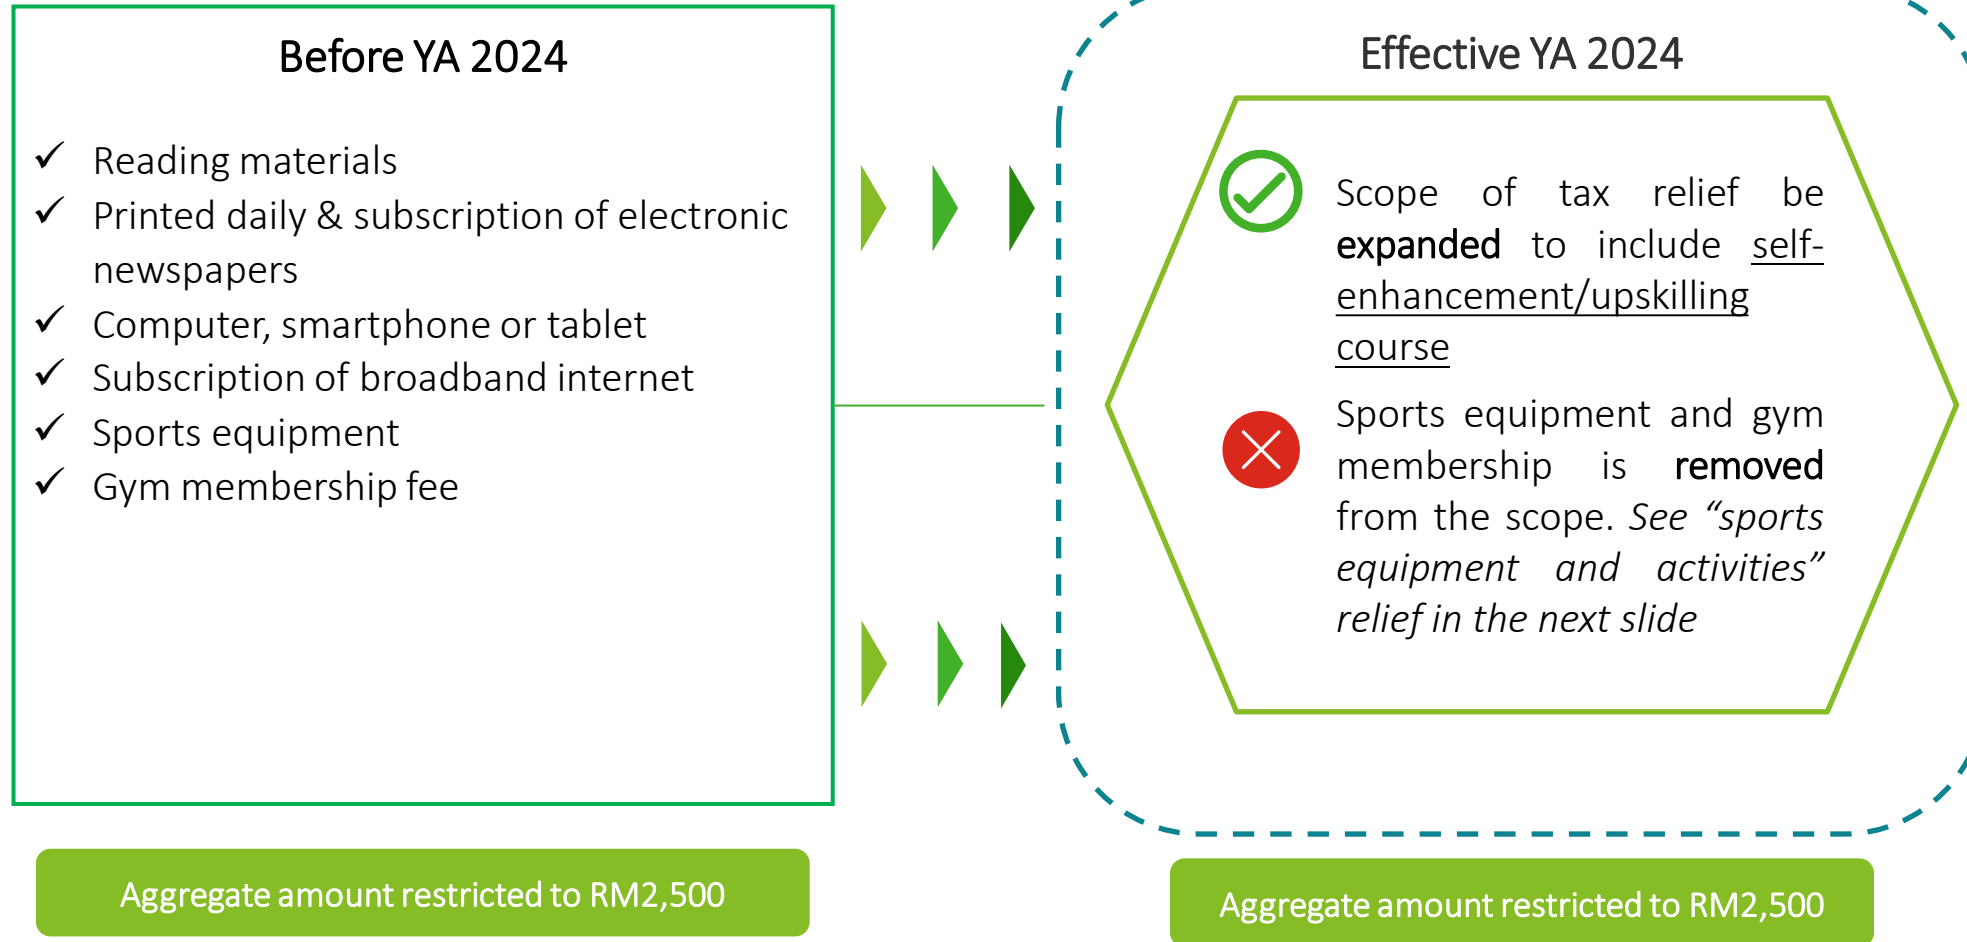 Before YA 2024
✓ Reading materials
✓ Printed daily & subscription of electronic
newspapers
✓ Computer, smartphone or tablet
✓ Subscription of broadband internet
✓ Sports equipment
✓ Gym membership fee
Aggregate amount restricted to RM2,500
Effective YA 2024
Scope of tax relief be
expanded to include self-
enhancement/upskilling
course
Sports equipment and gym
membership is removed
from the scope. See “sports
equipment and activities”
relief in the next slide
Aggregate amount restricted to RM2,500